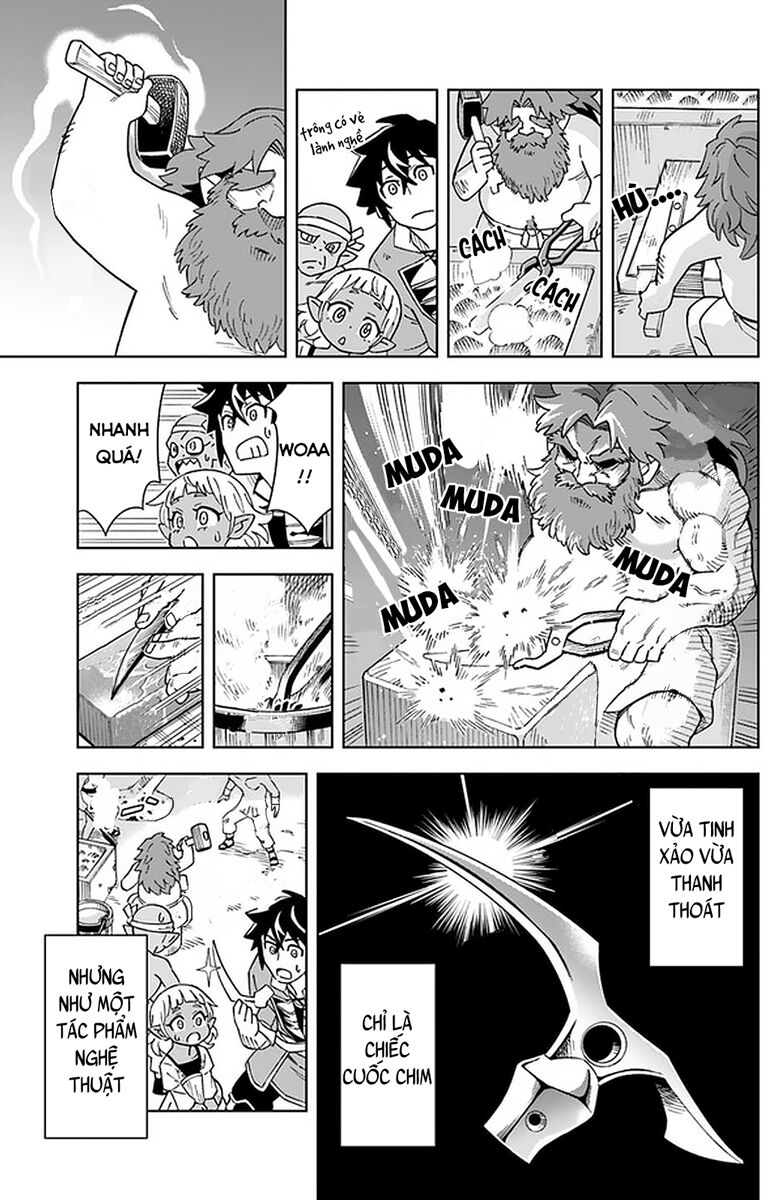 HÙ....
CÁCH
CÁCH
trông có vẻ
lành nghề
MUDA
MUDA
MUDA
MUDA
WOAA
!!
NHANH
QUÁ!
VỪA TINH
XẢO VỪA
THANH
THOÁT
CHỈ LÀ
CHIẾC
CUỐC CHIM
NHƯNG
NHƯ MỘT
TÁC PHẨM
NGHỆ
THUẬT